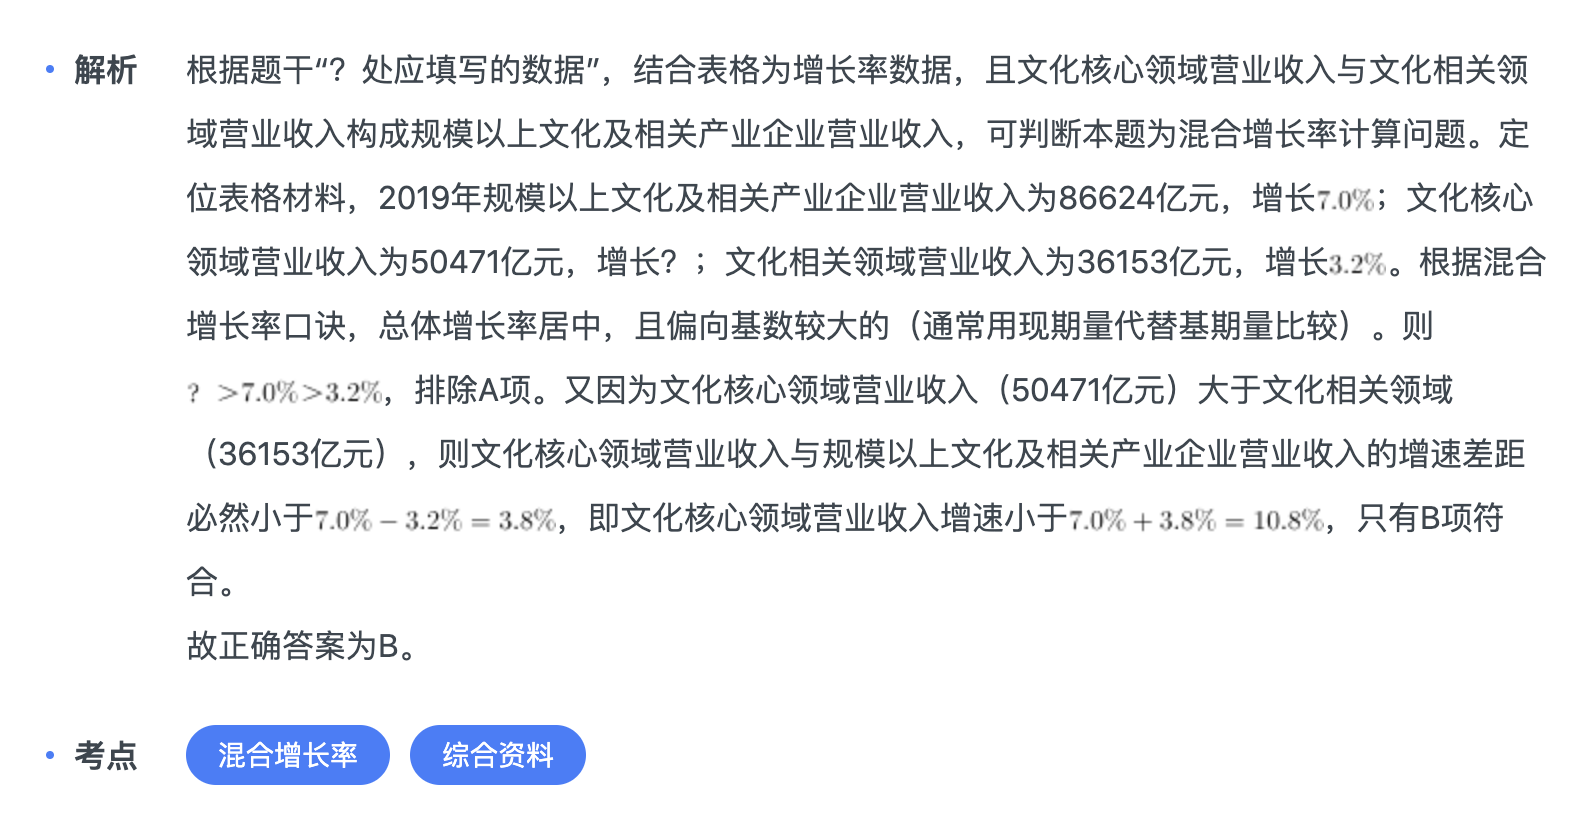 解析
根据题干“？处应填写的数据”，结合表格为增长率数据，且文化核心领域营业收入与文化相关领
域营业收入构成规模以上文化及相关产业企业营业收入，可判断本题为混合增长率计算问题。定
位表格材料，2019年规模以上文化及相关产业企业营业收入为86624亿元，增长7.0%；文化核心
领域营业收入为50471亿元，增长？；文化相关领域营业收入为36153亿元，增长3.2%。根据混合
增长率口诀，总体增长率居中，且偏向基数较大的（通常用现期量代替基期量比较）。则
？>7.0%>3.2%，排除A项。又因为文化核心领域营业收入（50471亿元）大于文化相关领域
（36153亿元），则文化核心领域营业收入与规模以上文化及相关产业企业营业收入的增速差距
必然小于7.0% − 3.2% = 3.8%，即文化核心领域营业收入增速小于7.0% + 3.8% = 10.8%，只有B项符
合。
故正确答案为B。
考点
混合增长率 综合资料